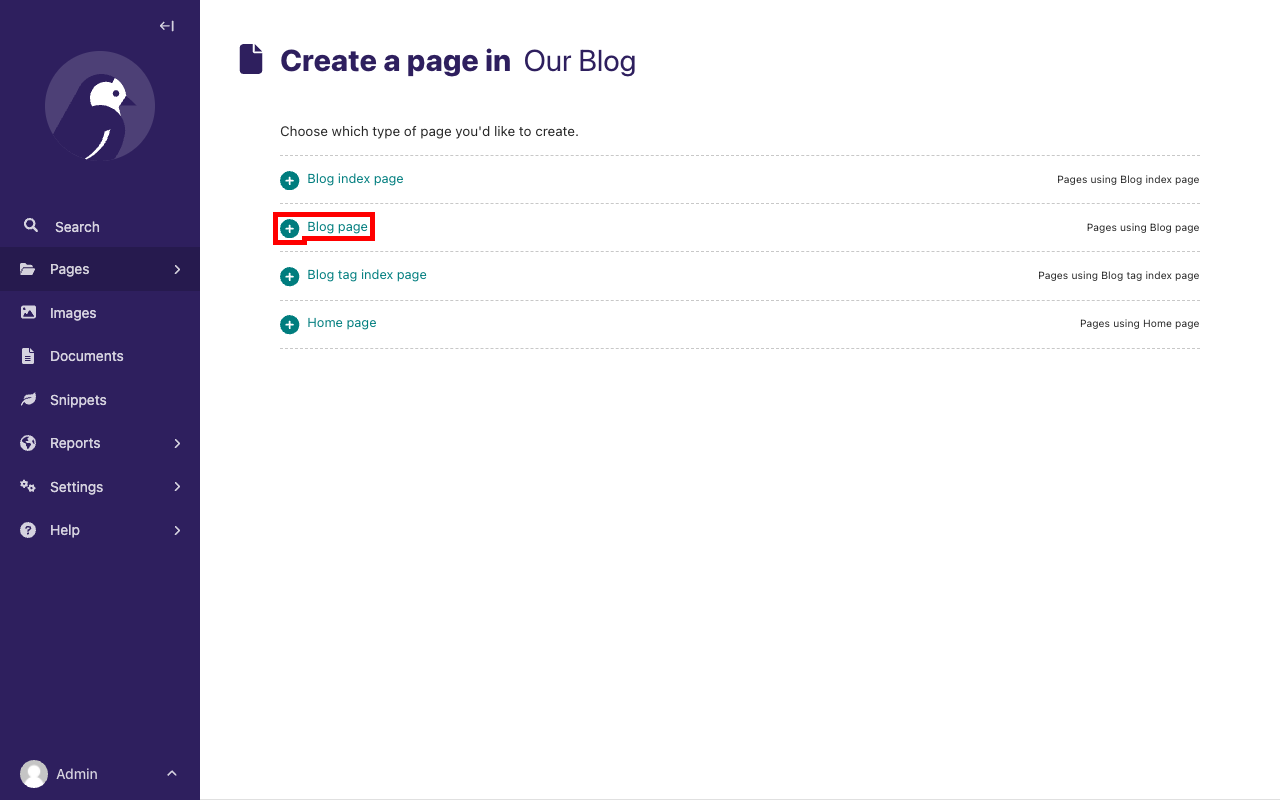 Create a page in Our Blog
Choose which type of page you'd like to create.
Blog index page Pages using Blog index page
Blog page Pages using Blog page
Blog tag index page Pages using Blog tag index page
Home page Pages using Home page
Search
Pages
Images
Documents
Snippets
Reports
Settings
Help
Admin